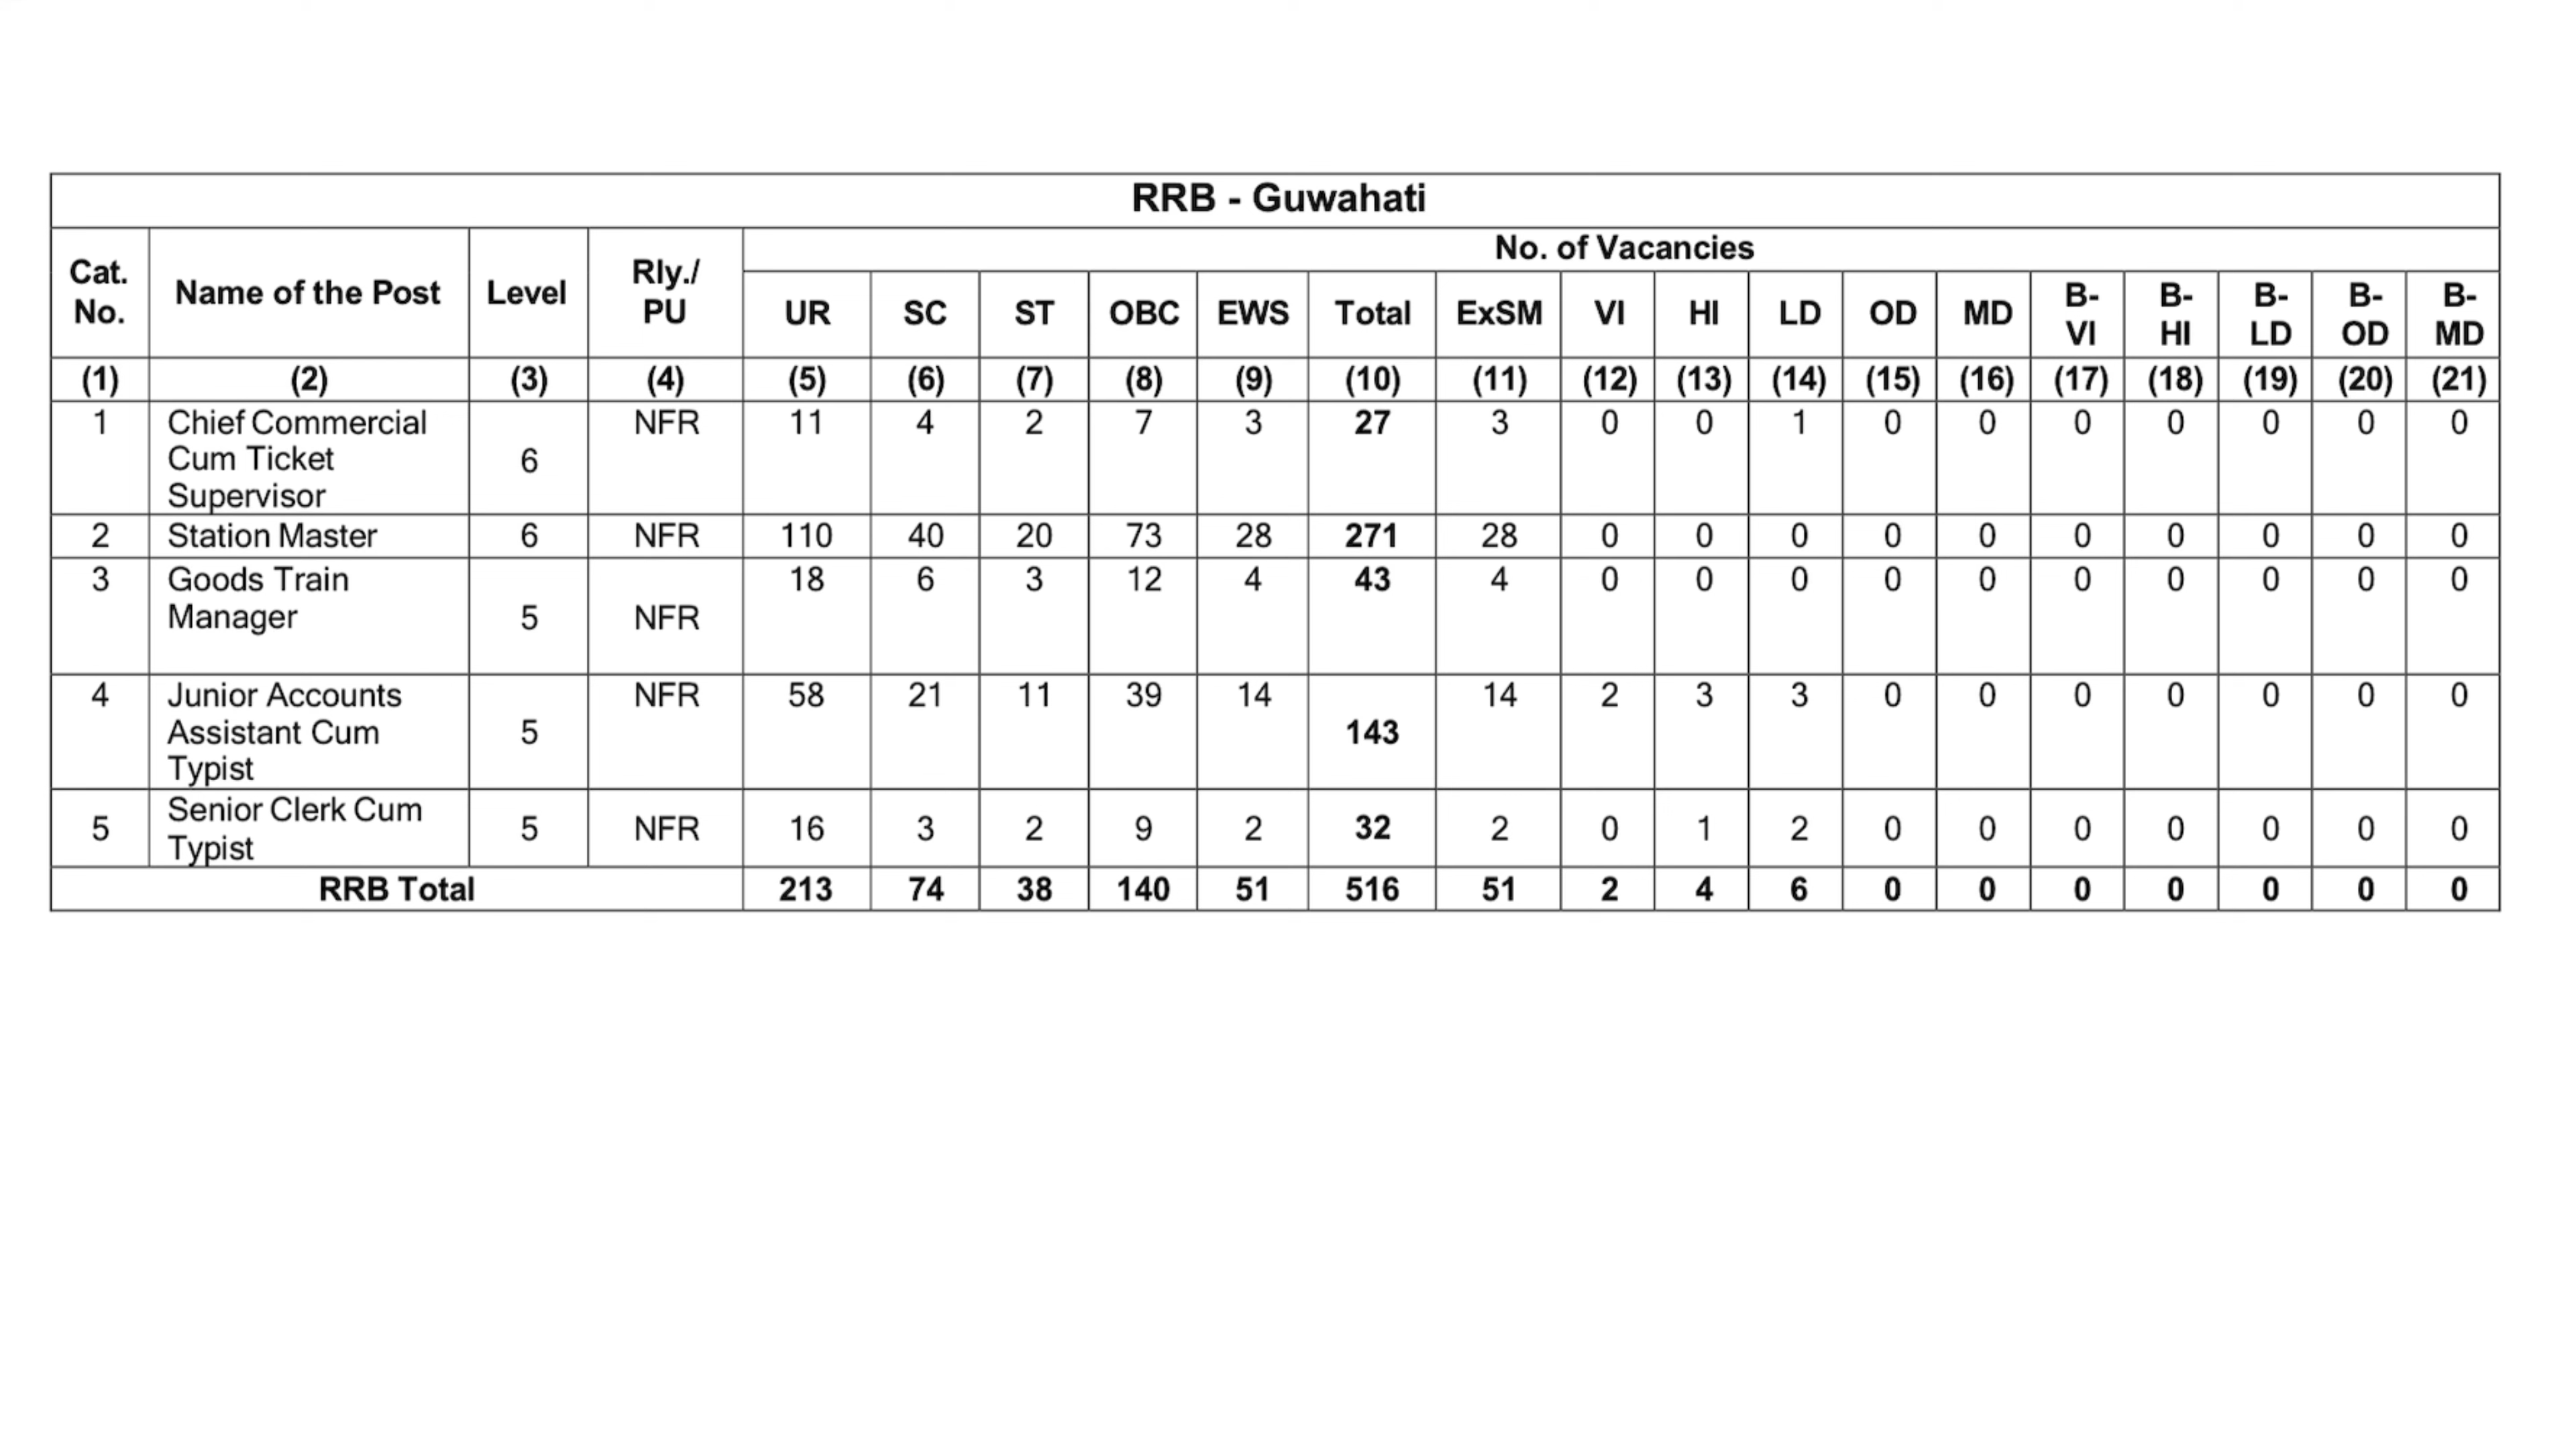 RRB - Guwahati
Cat. No. Name of the Post Level Rly./ PU No. of Vacancies
UR SC ST OBC EWS Total ExSM VI HI LD OD MD B-VI B-HI B-LD B-OD B-MD
(1) (2) (3) (4) (5) (6) (7) (8) (9) (10) (11) (12) (13) (14) (15) (16) (17) (18) (19) (20) (21)
1 Chief Commercial Cum Ticket Supervisor 6 NFR 11 4 2 7 3 27 3 0 0 1 0 0 0 0 0 0 0
2 Station Master 6 NFR 110 40 20 73 28 271 28 0 0 0 0 0 0 0 0 0 0
3 Goods Train Manager 5 NFR 18 6 3 12 4 43 4 0 0 0 0 0 0 0 0 0 0
4 Junior Accounts Assistant Cum Typist 5 NFR 58 21 11 39 14 143 14 2 3 3 0 0 0 0 0 0 0
5 Senior Clerk Cum Typist 5 NFR 16 3 2 9 2 32 2 0 1 2 0 0 0 0 0 0 0
RRB Total 213 74 38 140 51 516 51 2 4 6 0 0 0 0 0 0 0